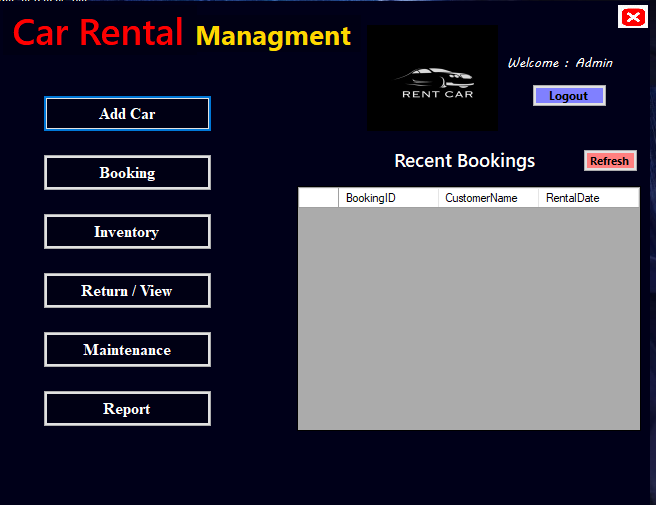 Car Rental Managment
Welcome : Admin
RENT CAR
Logout
Add Car
Recent Bookings
Refresh
Booking
BookingID CustomerName RentalDate
Inventory
Return / View
Maintenance
Report